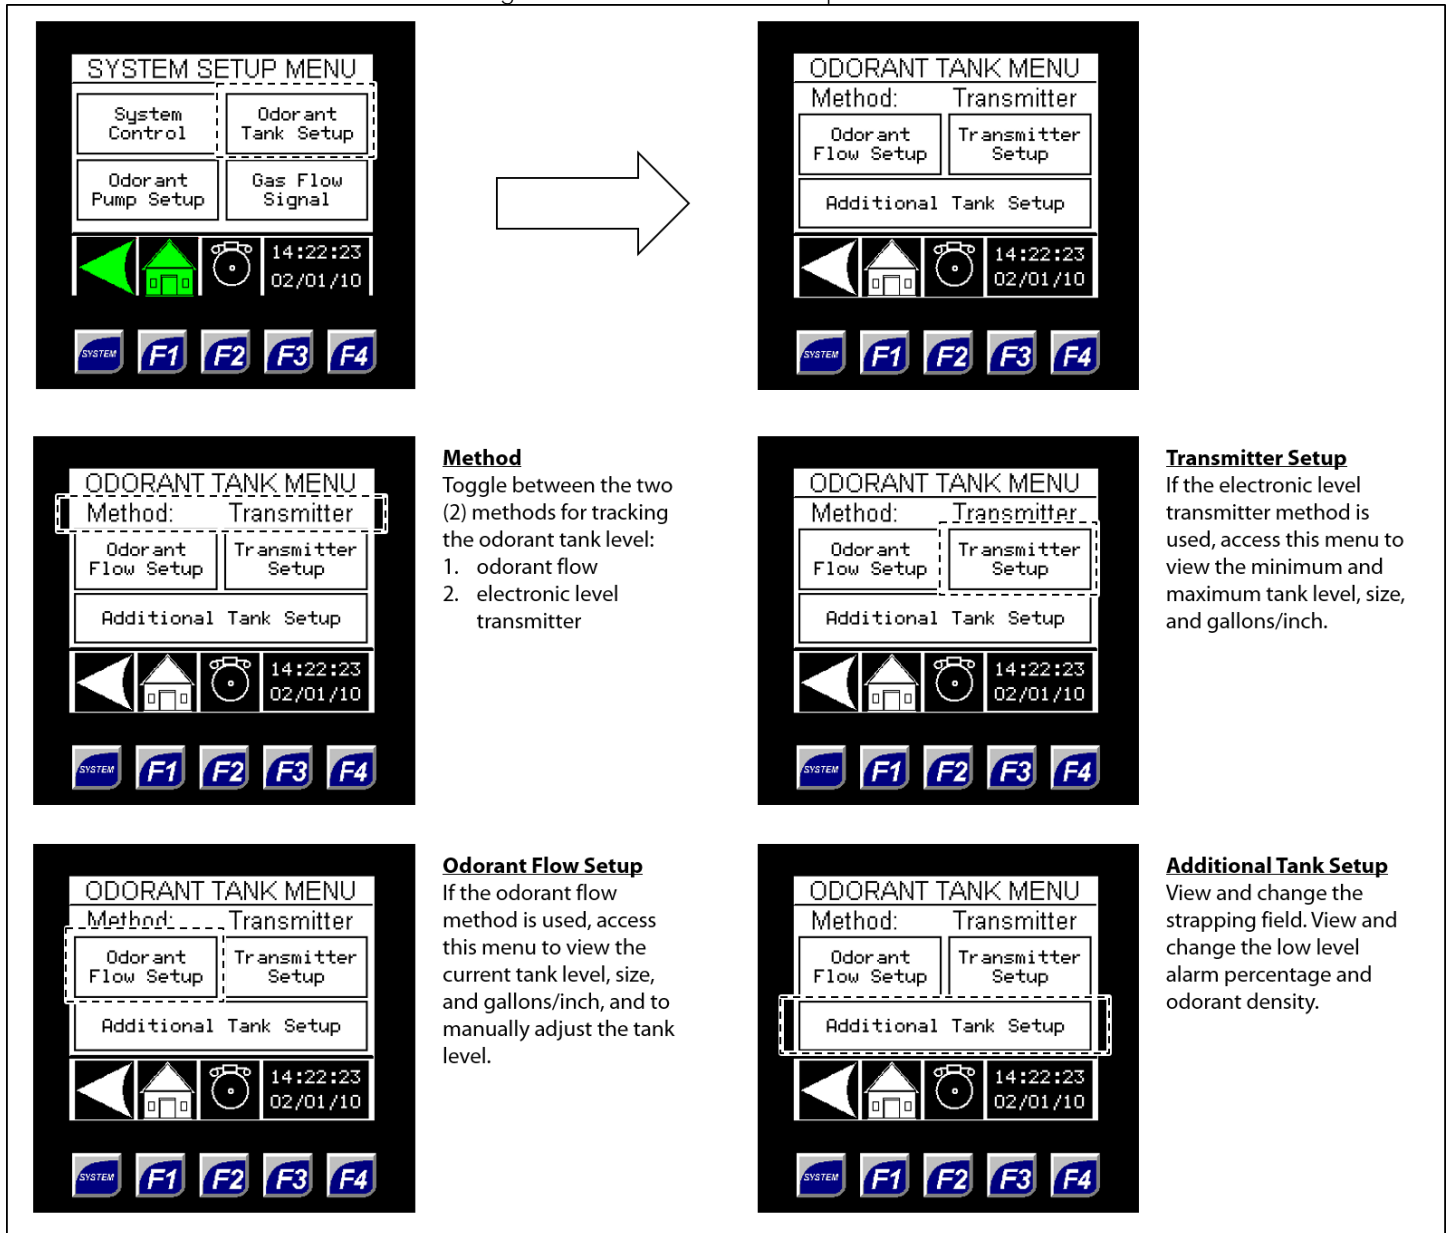 SYSTEM SETUP MENU
System
Control
Odorant
Tank Setup
Odorant
Pump Setup
Gas Flow
Signal
14:22:23
02/01/10
SYSTEM F1 F2 F3 F4
ODORANT TANK MENU
Method: Transmitter
Odorant
Flow Setup
Transmitter
Setup
Additional Tank Setup
14:22:23
02/01/10
SYSTEM F1 F2 F3 F4
ODORANT TANK MENU
Method: Transmitter
Odorant
Flow Setup
Transmitter
Setup
Additional Tank Setup
14:22:23
02/01/10
SYSTEM F1 F2 F3 F4
Method
Toggle between the two
(2) methods for tracking
the odorant tank level:
1. odorant flow
2. electronic level
transmitter
ODORANT TANK MENU
Method: Transmitter
Odorant
Flow Setup
Transmitter
Setup
Additional Tank Setup
14:22:23
02/01/10
SYSTEM F1 F2 F3 F4
Transmitter Setup
If the electronic level
transmitter method is
used, access this menu to
view the minimum and
maximum tank level, size,
and gallons/inch.
ODORANT TANK MENU
Method: Transmitter
Odorant
Flow Setup
Transmitter
Setup
Additional Tank Setup
14:22:23
02/01/10
SYSTEM F1 F2 F3 F4
Odorant Flow Setup
If the odorant flow
method is used, access
this menu to view the
current tank level, size,
and gallons/inch, and to
manually adjust the tank
level.
ODORANT TANK MENU
Method: Transmitter
Odorant
Flow Setup
Transmitter
Setup
Additional Tank Setup
14:22:23
02/01/10
SYSTEM F1 F2 F3 F4
Additional Tank Setup
View and change the
strapping field. View and
change the low level
alarm percentage and
odorant density.